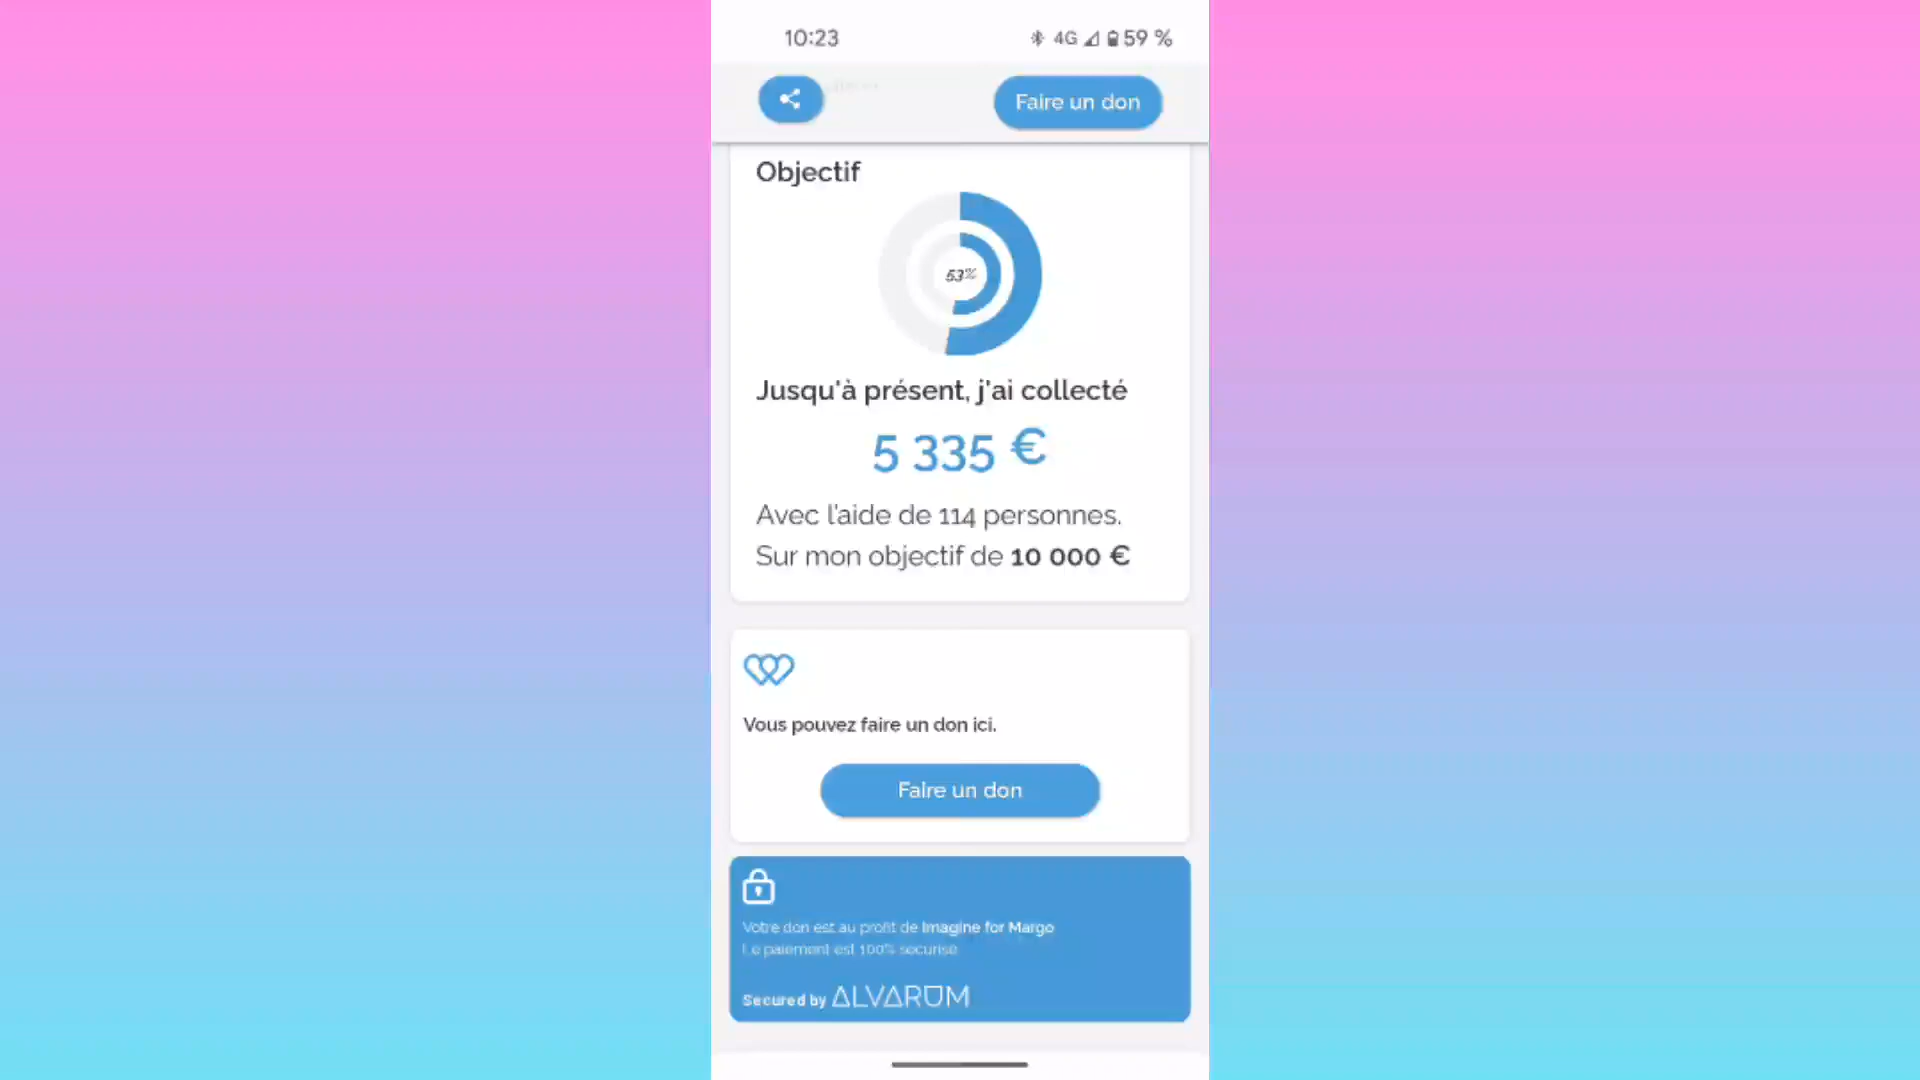 10:23
4G 59 %
Faire un don
Objectif
53%
Jusqu'à présent, j'ai collecté
5 335 €
Avec l'aide de 114 personnes.
Sur mon objectif de 10 000 €
Vous pouvez faire un don ici.
Faire un don
Votre don est au profit de Imagine for Margo
Le paiement est 100% sécurisé
Secured by ALVARUM